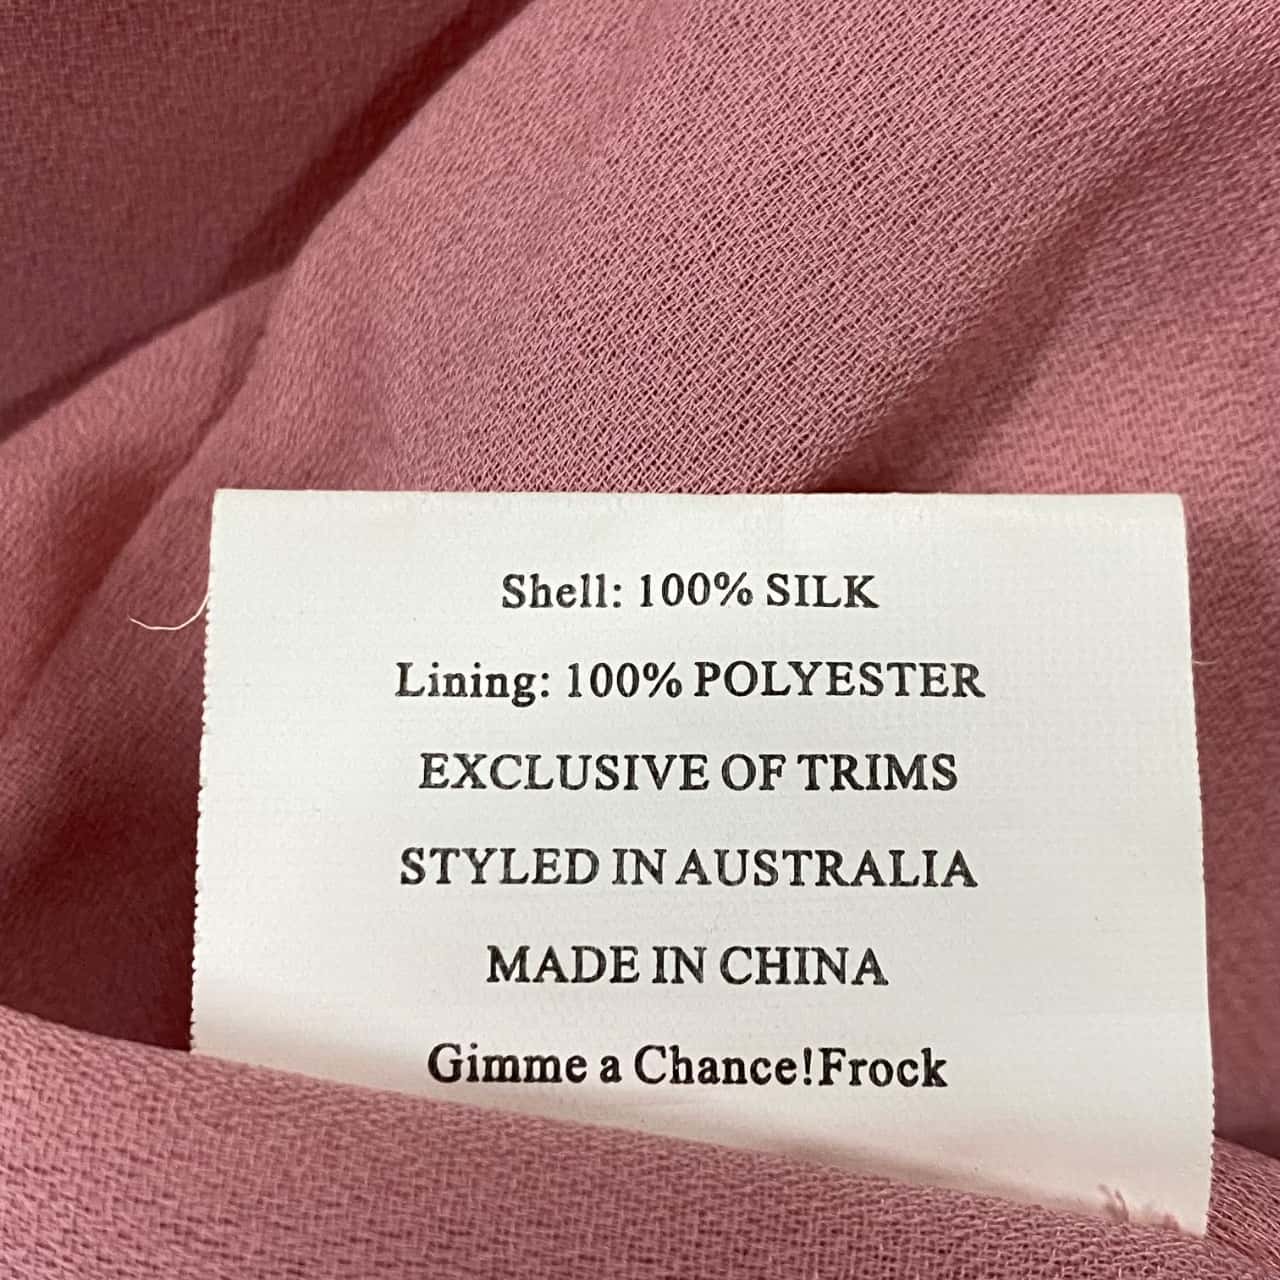 Shell: 100% SILK
Lining: 100% POLYESTER
EXCLUSIVE OF TRIMS
STYLED IN AUSTRALIA
MADE IN CHINA
Gimme a Chance!Frock